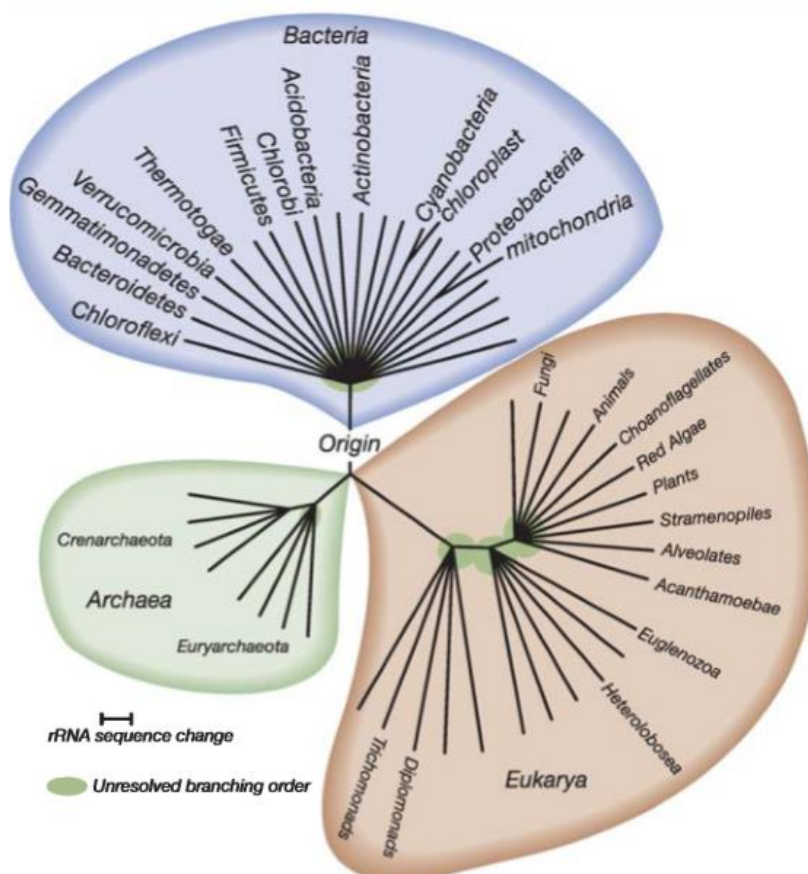 Bacteria
Chloroflexi
Bacteroidetes
Gemmatimonadetes
Verrucomicrobia
Thermotogae
Firmicutes
Chlorobi
Acidobacteria
Actinobacteria
Cyanobacteria
chloroplast
Proteobacteria
mitochondria
Origin
Fungi
Animals
Choanoflagellates
Red Algae
Plants
Stramenopiles
Alveolates
Acanthamoebae
Euglenozoa
Heterolobosea
Eukarya
Diplomonads
Trichomonads
Crenarchaeota
Archaea
Euryarchaeota
rRNA sequence change
Unresolved branching order